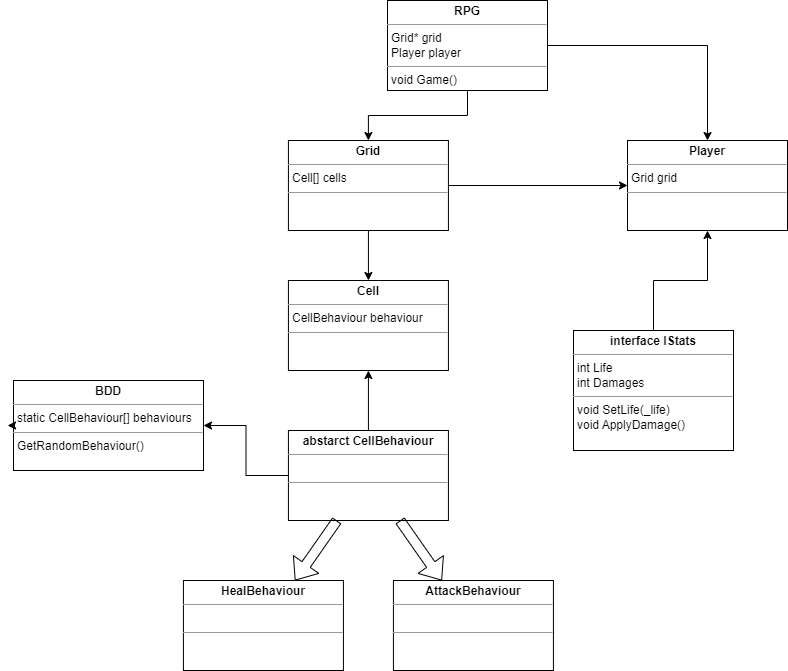 RPG
Grid* grid
Player player
void Game()
Grid
Cell[] cells
Player
Grid grid
Cell
CellBehaviour behaviour
interface IStats
int Life
int Damages
void SetLife(_life)
void ApplyDamage()
BDD
static CellBehaviour[] behaviours
GetRandomBehaviour()
abstarct CellBehaviour
HealBehaviour
AttackBehaviour